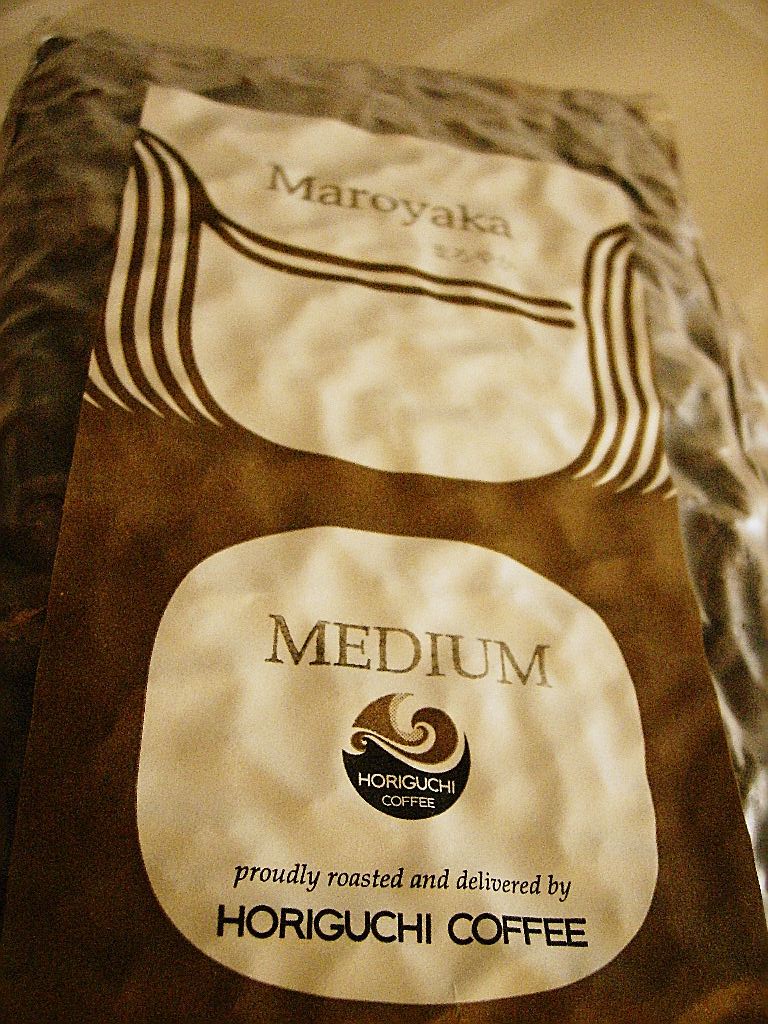 Maroyaka
MEDIUM
HORIGUCHI
COFFEE
proudly roasted and delivered by
HORIGUCHI COFFEE